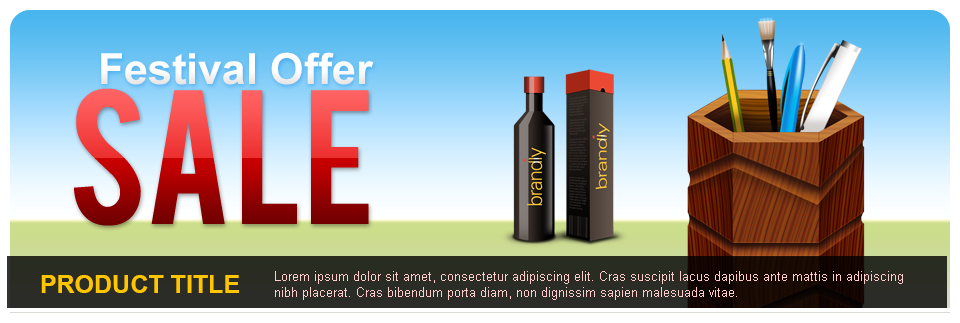 Festival Offer
SALE
brandiy
brandiy
PRODUCT TITLE
Lorem ipsum dolor sit amet, consectetur adipiscing elit. Cras suscipit lacus dapibus ante mattis in adipiscing
nibh placerat. Cras bibendum porta diam, non dignissim sapien malesuada vitae.